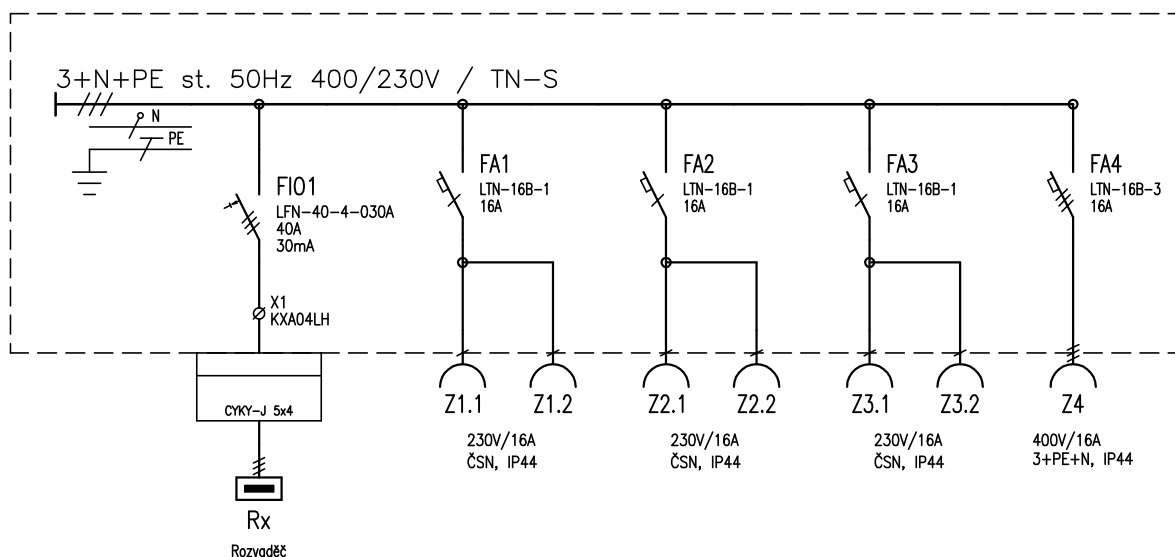 3+N+PE st. 50Hz 400/230V / TN-S
N
PE
FI01
LFN-40-4-030A
40A
30mA
X1
KXA04LH
CYKY-J 5x4
Rx
Rozvaděč
FA1
LTN-16B-1
16A
FA2
LTN-16B-1
16A
FA3
LTN-16B-1
16A
FA4
LTN-16B-3
16A
Z1.1
Z1.2
230V/16A
ČSN, IP44
Z2.1
Z2.2
230V/16A
ČSN, IP44
Z3.1
Z3.2
230V/16A
ČSN, IP44
Z4
400V/16A
3+PE+N, IP44